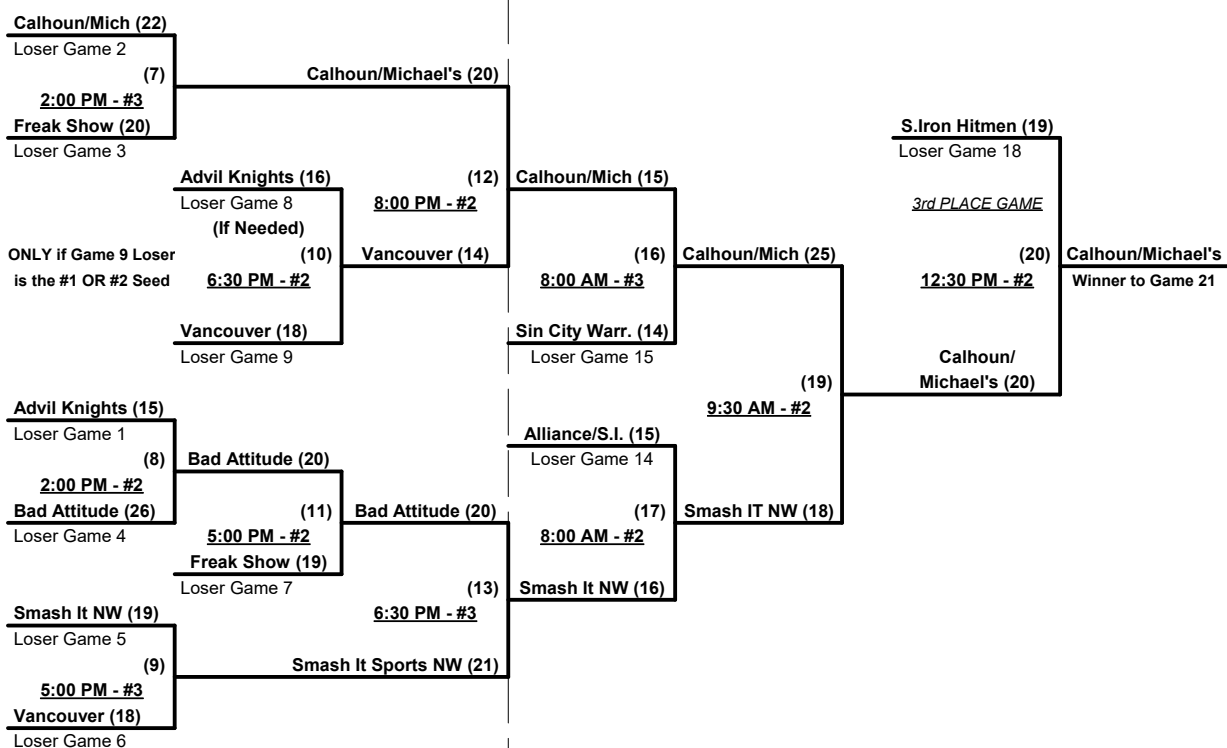 Calhoun/Mich (22)
Loser Game 2
(7)
2:00 PM - #3
Freak Show (20)
Loser Game 3
Calhoun/Michael's (20)
Advil Knights (16)
Loser Game 8
(If Needed)
ONLY if Game 9 Loser
is the #1 OR #2 Seed
(10)
6:30 PM - #2
Vancouver (18)
Loser Game 9
(12)
8:00 PM - #2
Vancouver (14)
Calhoun/Mich (15)
(16)
8:00 AM - #3
Sin City Warr. (14)
Loser Game 15
Calhoun/Mich (25)
S.Iron Hitmen (19)
Loser Game 18
3rd PLACE GAME
(20)
12:30 PM - #2
Calhoun/Michael's
Winner to Game 21
Calhoun/
Michael's (20)
(19)
9:30 AM - #2
Advil Knights (15)
Loser Game 1
(8)
2:00 PM - #2
Bad Attitude (26)
Loser Game 4
Bad Attitude (20)
(11)
5:00 PM - #2
Freak Show (19)
Loser Game 7
Bad Attitude (20)
(13)
6:30 PM - #3
Alliance/S.I. (15)
Loser Game 14
(17)
8:00 AM - #2
Smash It NW (16)
Smash IT NW (18)
Smash It NW (19)
Loser Game 5
(9)
5:00 PM - #3
Vancouver (18)
Loser Game 6
Smash It Sports NW (21)